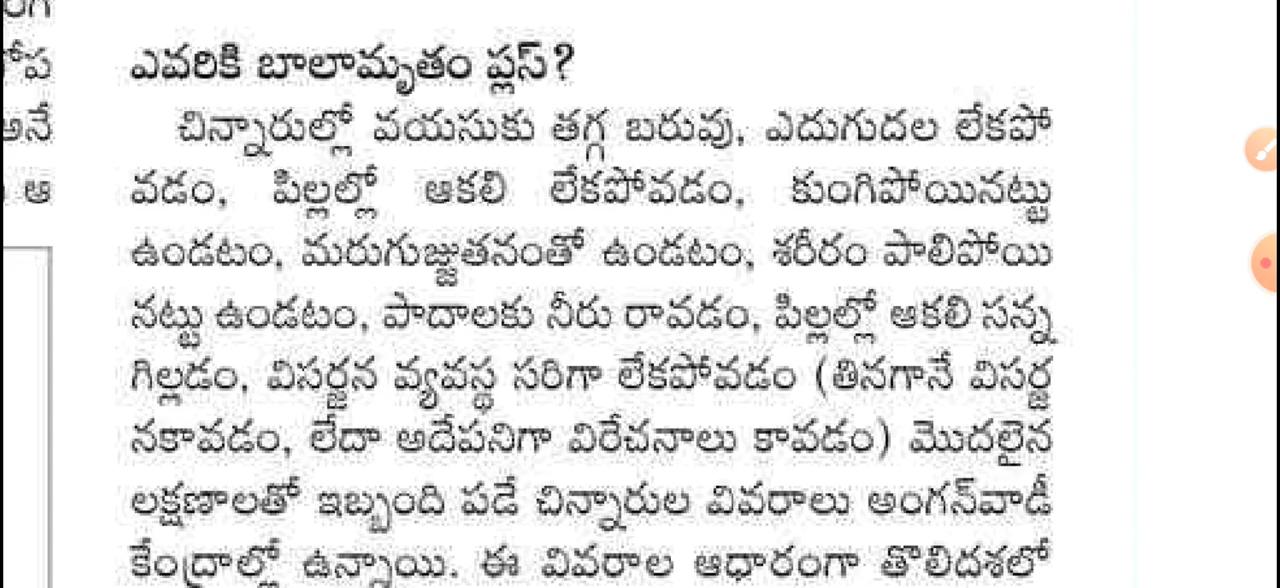 ఎవరికి బాలామృతం ప్లస్?
అనే
ఆ
చిన్నారుల్లో వయసుకు తగ్గ బరువు, ఎదుగుదల లేకపో
వడం, పిల్లల్లో ఆకలి లేకపోవడం, కుంగిపోయినట్టు
ఉండటం, మరుగుజ్జుతనంతో ఉండటం, శరీరం పాలిపోయి
నట్టు ఉండటం, పాదాలకు నీరు రావడం, పిల్లల్లో ఆకలి సన్న
గిల్లడం, విసర్జన వ్యవస్థ సరిగా లేకపోవడం (తినగానే విసర్జ
నకావడం, లేదా అదేపనిగా విరేచనాలు కావడం) మొదలైన
లక్షణాలతో ఇబ్బంది పడే చిన్నారుల వివరాలు అంగన్‌వాడీ
కేంద్రాల్లో ఉన్నాయి. ఈ వివరాల ఆధారంగా తొలిదశలో